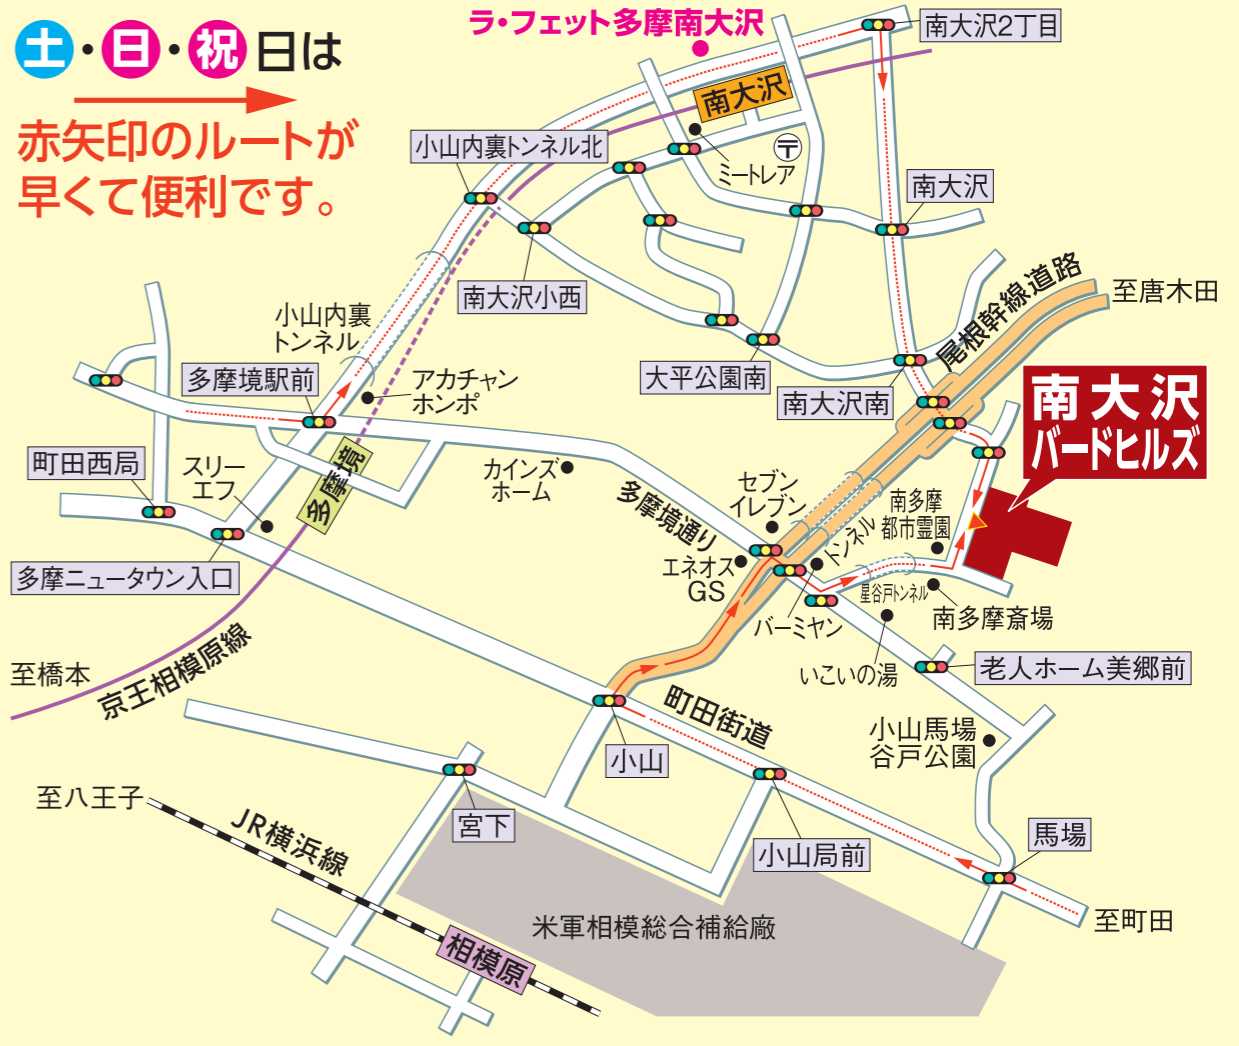 土・日・祝日は
赤矢印のルートが
早くて便利です。
ラ・フェット多摩南大沢
南大沢2丁目
南大沢
小山内裏トンネル北
〒
ミートレア
南大沢
南大沢小西
尾根幹線道路
至唐木田
小山内裏
トンネル
多摩境駅前
アカチャン
ホンポ
大平公園南
南大沢南
南大沢
バードヒルズ
町田西局
スリー
エフ
多摩境
カインズ
ホーム
多摩境通り
セブン
イレブン
南多摩
都市霊園
トンネル
エネオス
GS
多摩ニュータウン入口
バーミヤン
星谷戸トンネル
南多摩斎場
至橋本
京王相模原線
いこいの湯
老人ホーム美郷前
町田街道
小山馬場
谷戸公園
小山
至八王子
JR横浜線
宮下
小山局前
馬場
至町田
米軍相模総合補給廠
相模原